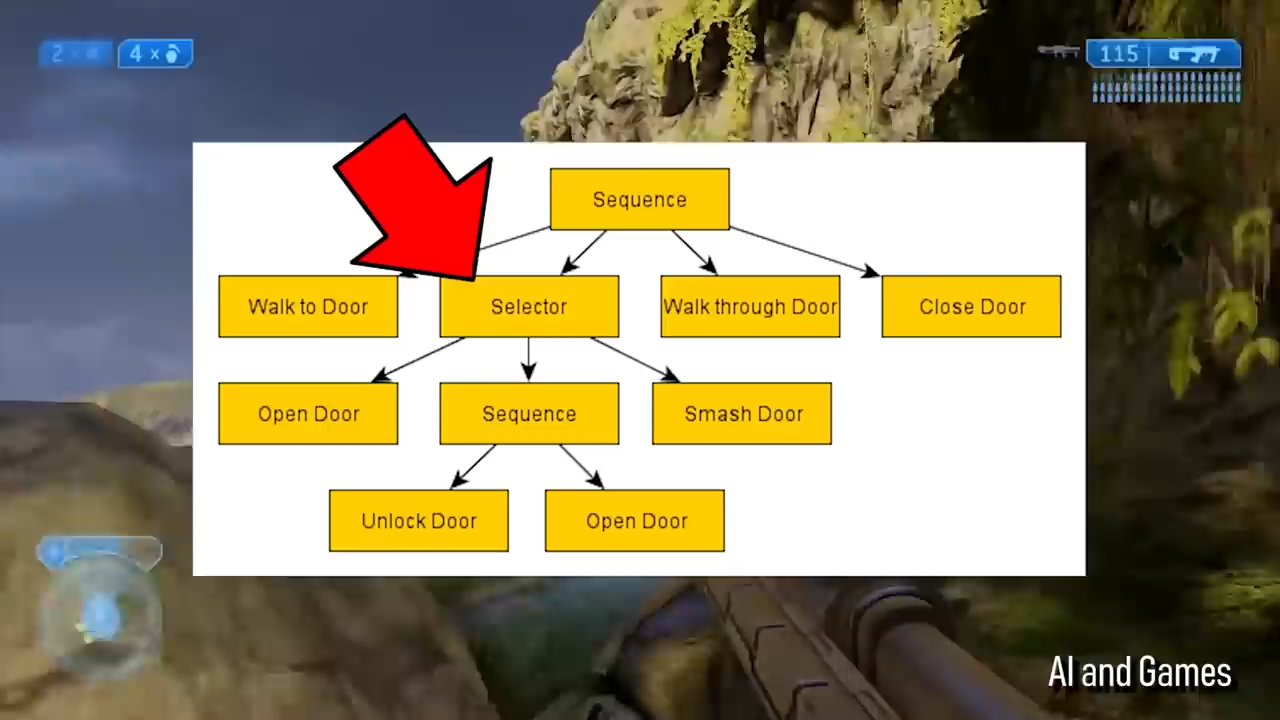 4 x
115
Sequence
Walk to Door
Selector
Walk through Door
Close Door
Open Door
Sequence
Smash Door
Unlock Door
Open Door
AI and Games